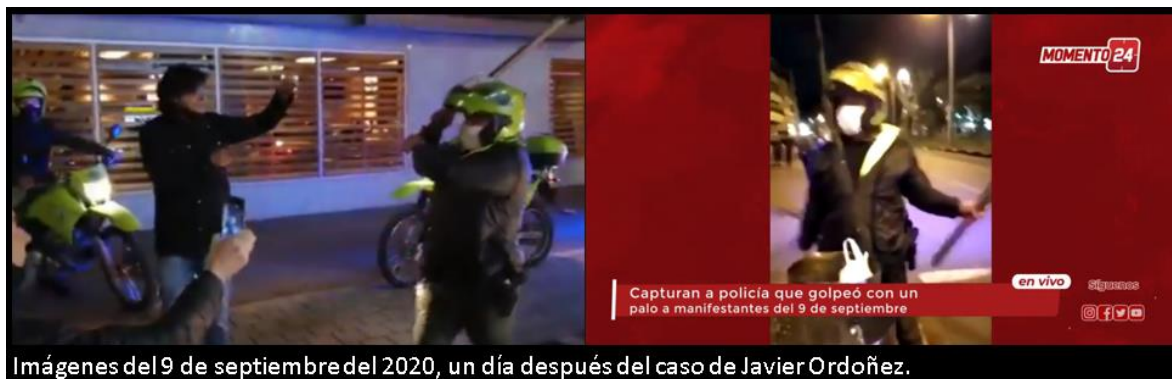 MOMENTO 24
en vivo
Síguenos
Capturan a policía que golpeó con un
palo a manifestantes del 9 de septiembre
Imágenes del 9 de septiembre del 2020, un día después del caso de Javier Ordoñez.